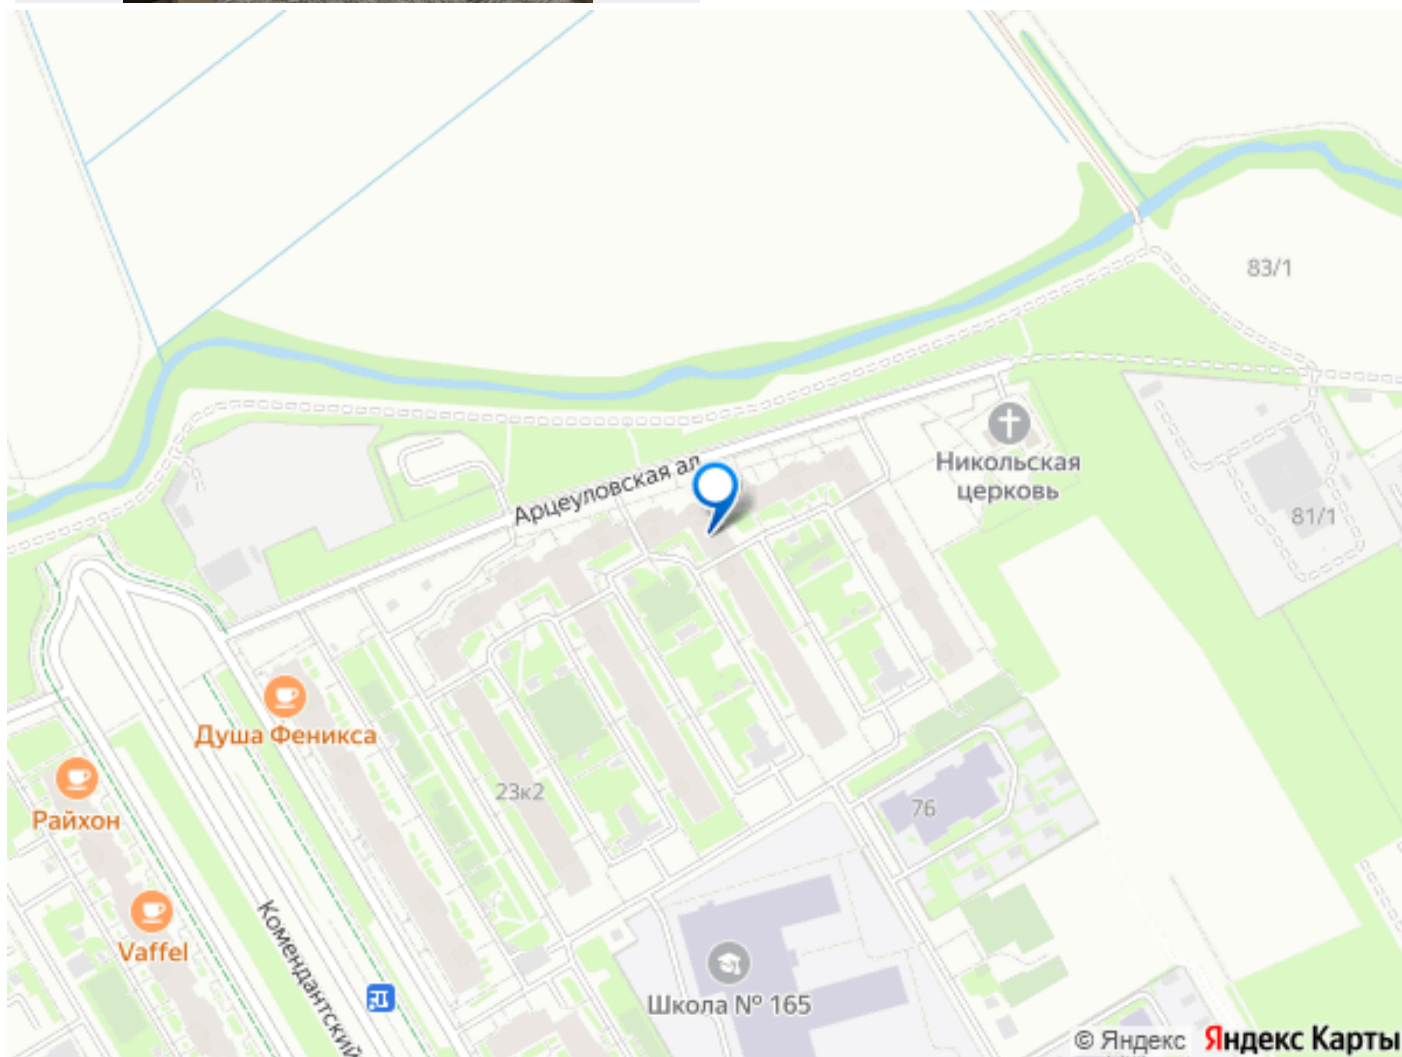 83/1
Никольская
церковь
81/1
Арцеуловская ал.
Душа Феникса
Райхон
23к2
76
Vaffel
Комендантский
Школа № 165
© Яндекс Яндекс Карты